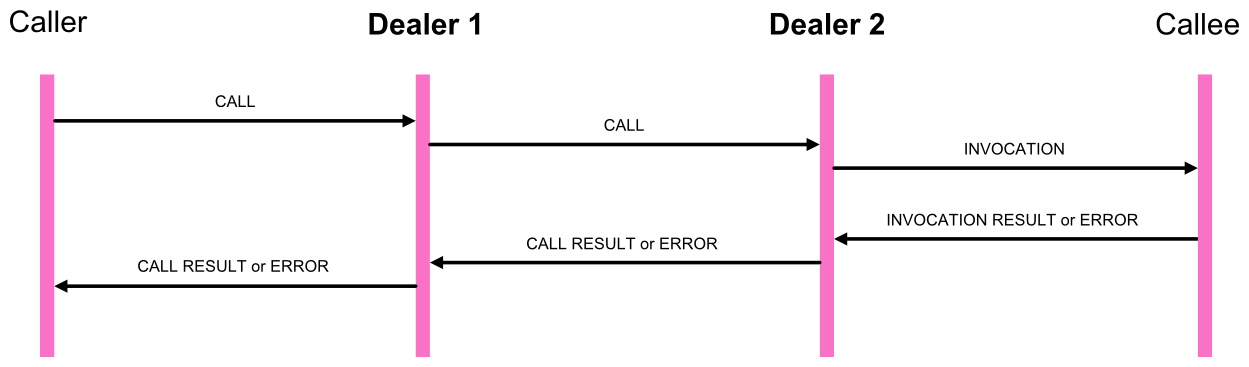 Caller
Dealer 1
Dealer 2
Callee
CALL
CALL
INVOCATION
INVOCATION RESULT or ERROR
CALL RESULT or ERROR
CALL RESULT or ERROR